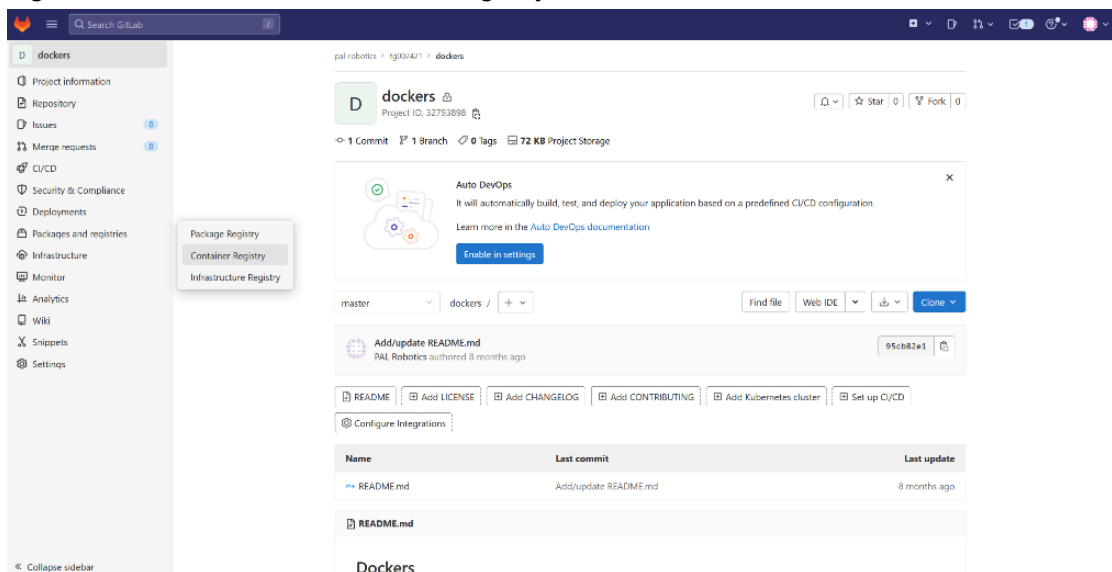 Search GitLab /
1
D dockers
Project information
Repository
Issues 0
Merge requests 0
CI/CD
Security & Compliance
Deployments
Packages and registries
Infrastructure
Monitor
Analytics
Wiki
Snippets
Settings
Collapse sidebar
Package Registry
Container Registry
Infrastructure Registry
pal-robotics > tg002421 > dockers
D dockers
Project ID: 32793898
Star 0 Fork 0
1 Commit 1 Branch 0 Tags 72 KB Project Storage
Auto DevOps
It will automatically build, test, and deploy your application based on a predefined CI/CD configuration.
Learn more in the Auto DevOps documentation
Enable in settings
master dockers / + Find file Web IDE Clone
Add/update README.md
PAL Robotics authored 8 months ago
95cb82e1
README Add LICENSE Add CHANGELOG Add CONTRIBUTING Add Kubernetes cluster Set up CI/CD
Configure Integrations
Name Last commit Last update
README.md Add/update README.md 8 months ago
README.md
Dockers